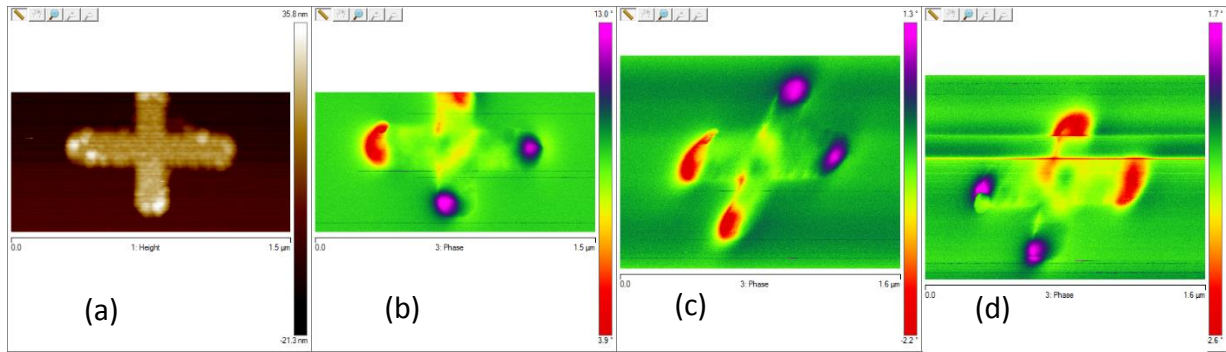 35.8 nm
-21.3 nm
0.0
1: Height
1.5 µm
(a)
13.0 °
3.9 °
0.0
3: Phase
1.5 µm
(b)
1.3 °
-2.2 °
0.0
3: Phase
1.6 µm
(c)
1.7 °
2.6 °
0.0
3: Phase
1.6 µm
(d)